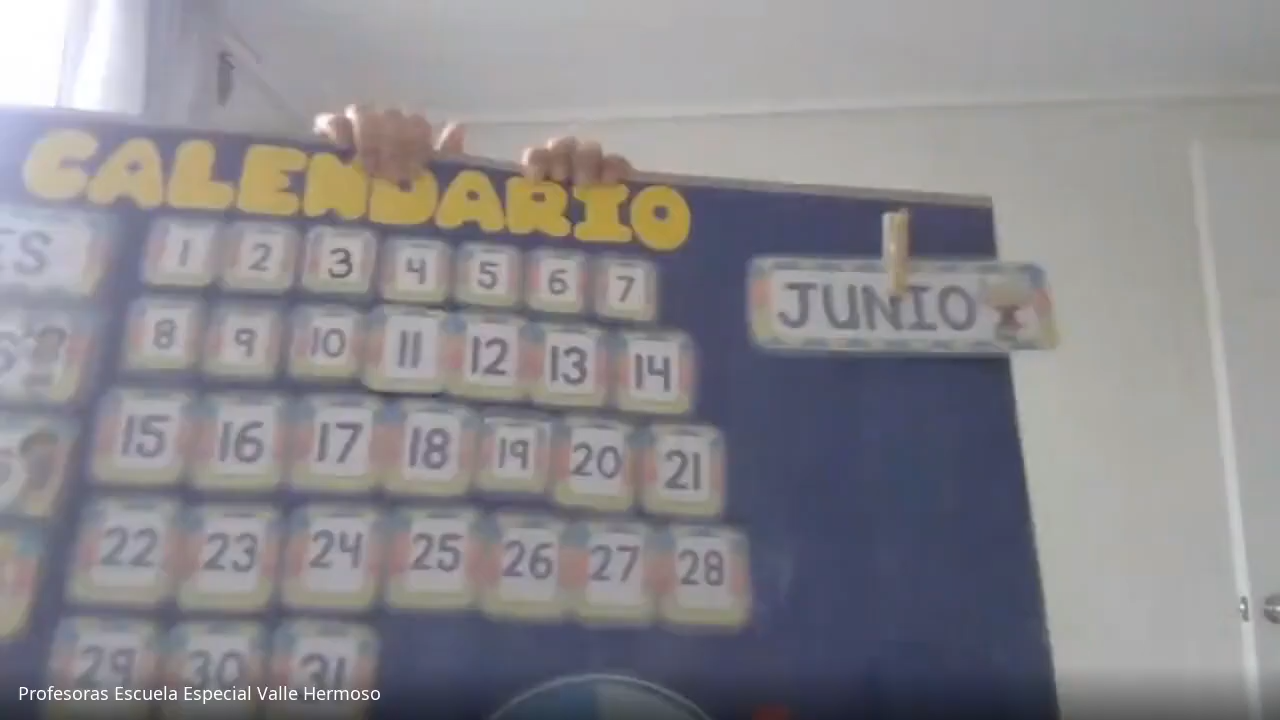 CALENDARIO
ES
1 2 3 4 5 6 7
JUNIO
8 9 10 11 12 13 14
15 16 17 18 19 20 21
22 23 24 25 26 27 28
29 30 31
Profesoras Escuela Especial Valle Hermoso